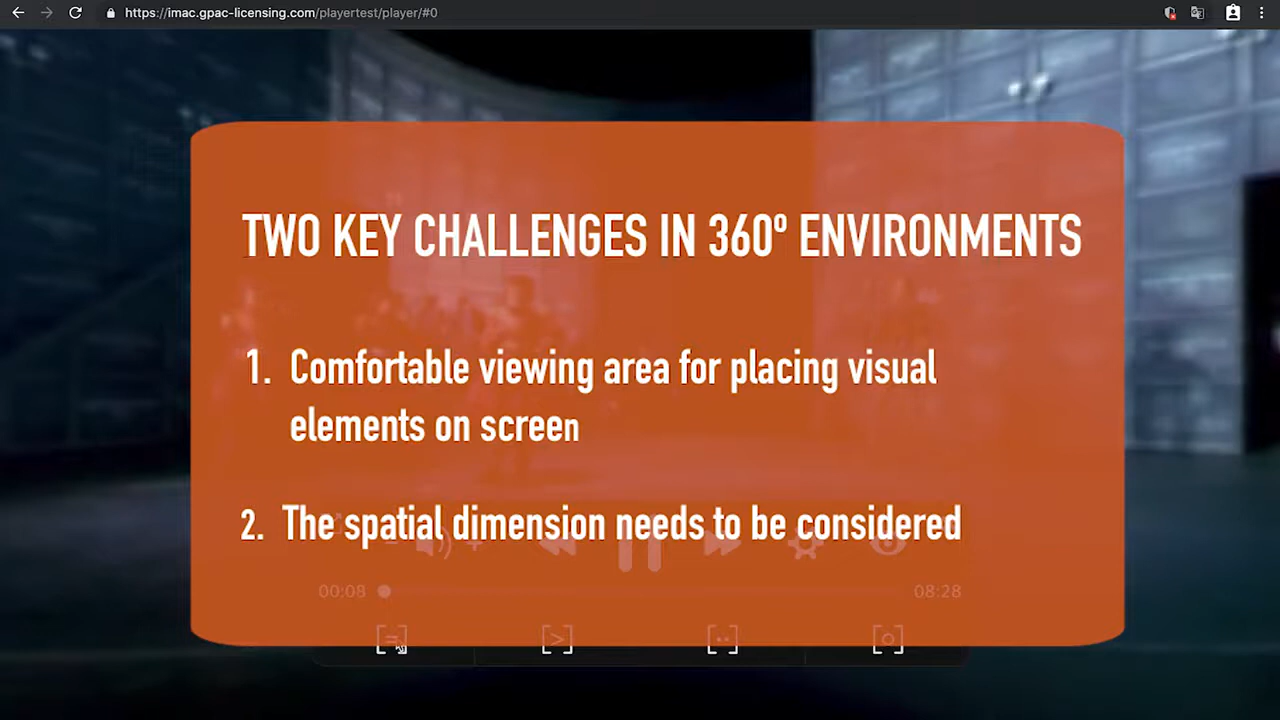 https://imac.gpac-licensing.com/playertest/player/#0
TWO KEY CHALLENGES IN 360º ENVIRONMENTS
1. Comfortable viewing area for placing visual
elements on screen
2. The spatial dimension needs to be considered
00:08
08:28